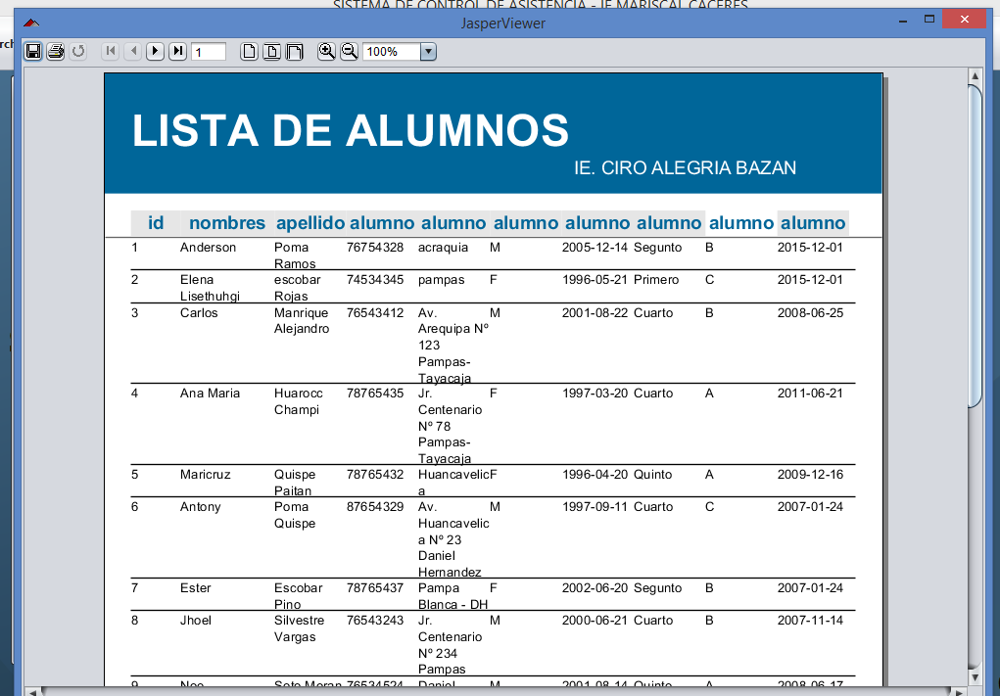 SISTEMA DE CONTROL DE ASISTENCIA - IE MARISCAL CACERES
JasperViewer
1 100%
LISTA DE ALUMNOS
IE. CIRO ALEGRIA BAZAN
id nombres apellido alumno alumno alumno alumno alumno alumno alumno
1 Anderson Poma 76754328 acraquia M 2005-12-14 Segunto B 2015-12-01
Ramos
2 Elena escobar 74534345 pampas F 1996-05-21 Primero C 2015-12-01
Lisethuhgi Rojas
3 Carlos Manrique 76543412 Av. M 2001-08-22 Cuarto B 2008-06-25
Alejandro Arequipa Nº
123
Pampas-
Tayacaja
4 Ana Maria Huarocc 78765435 Jr. F 1997-03-20 Cuarto A 2011-06-21
Champi Centenario
Nº 78
Pampas-
Tayacaja
5 Maricruz Quispe 78765432 Huancavelic F 1996-04-20 Quinto A 2009-12-16
Paitan a
6 Antony Poma 87654329 Av. M 1997-09-11 Cuarto C 2007-01-24
Quispe Huancavelic
a Nº 23
Daniel
Hernandez
7 Ester Escobar 78765437 Pampa F 2002-06-20 Segunto B 2007-01-24
Pino Blanca - DH
8 Jhoel Silvestre 76543243 Jr. M 2000-06-21 Cuarto B 2007-11-14
Vargas Centenario
Nº 234
Pampas
9 Noe Soto Moran 76534524 Daniel M 2001-08-14 Quinto A 2008-06-17